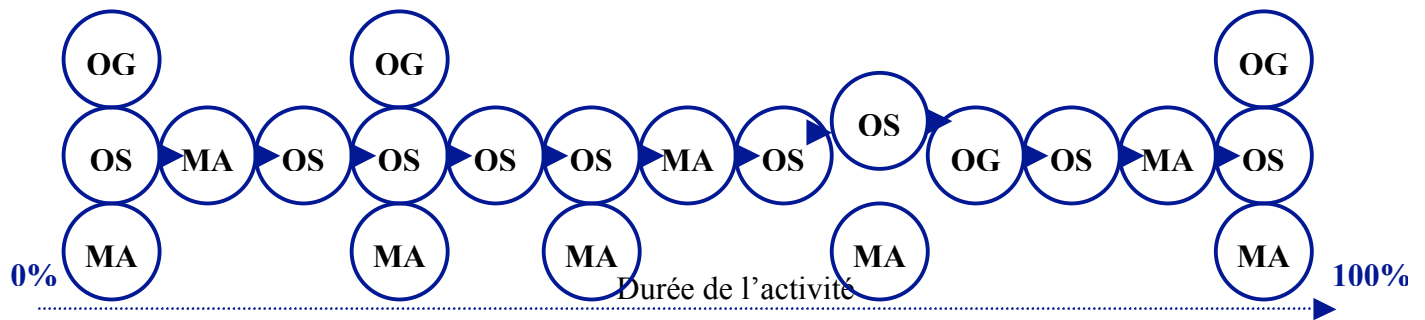 OG OG OG
OS
OS MA OS OS OS OS MA OS OG OS MA OS
MA MA MA MA MA
0% 100%
Durée de l’activité